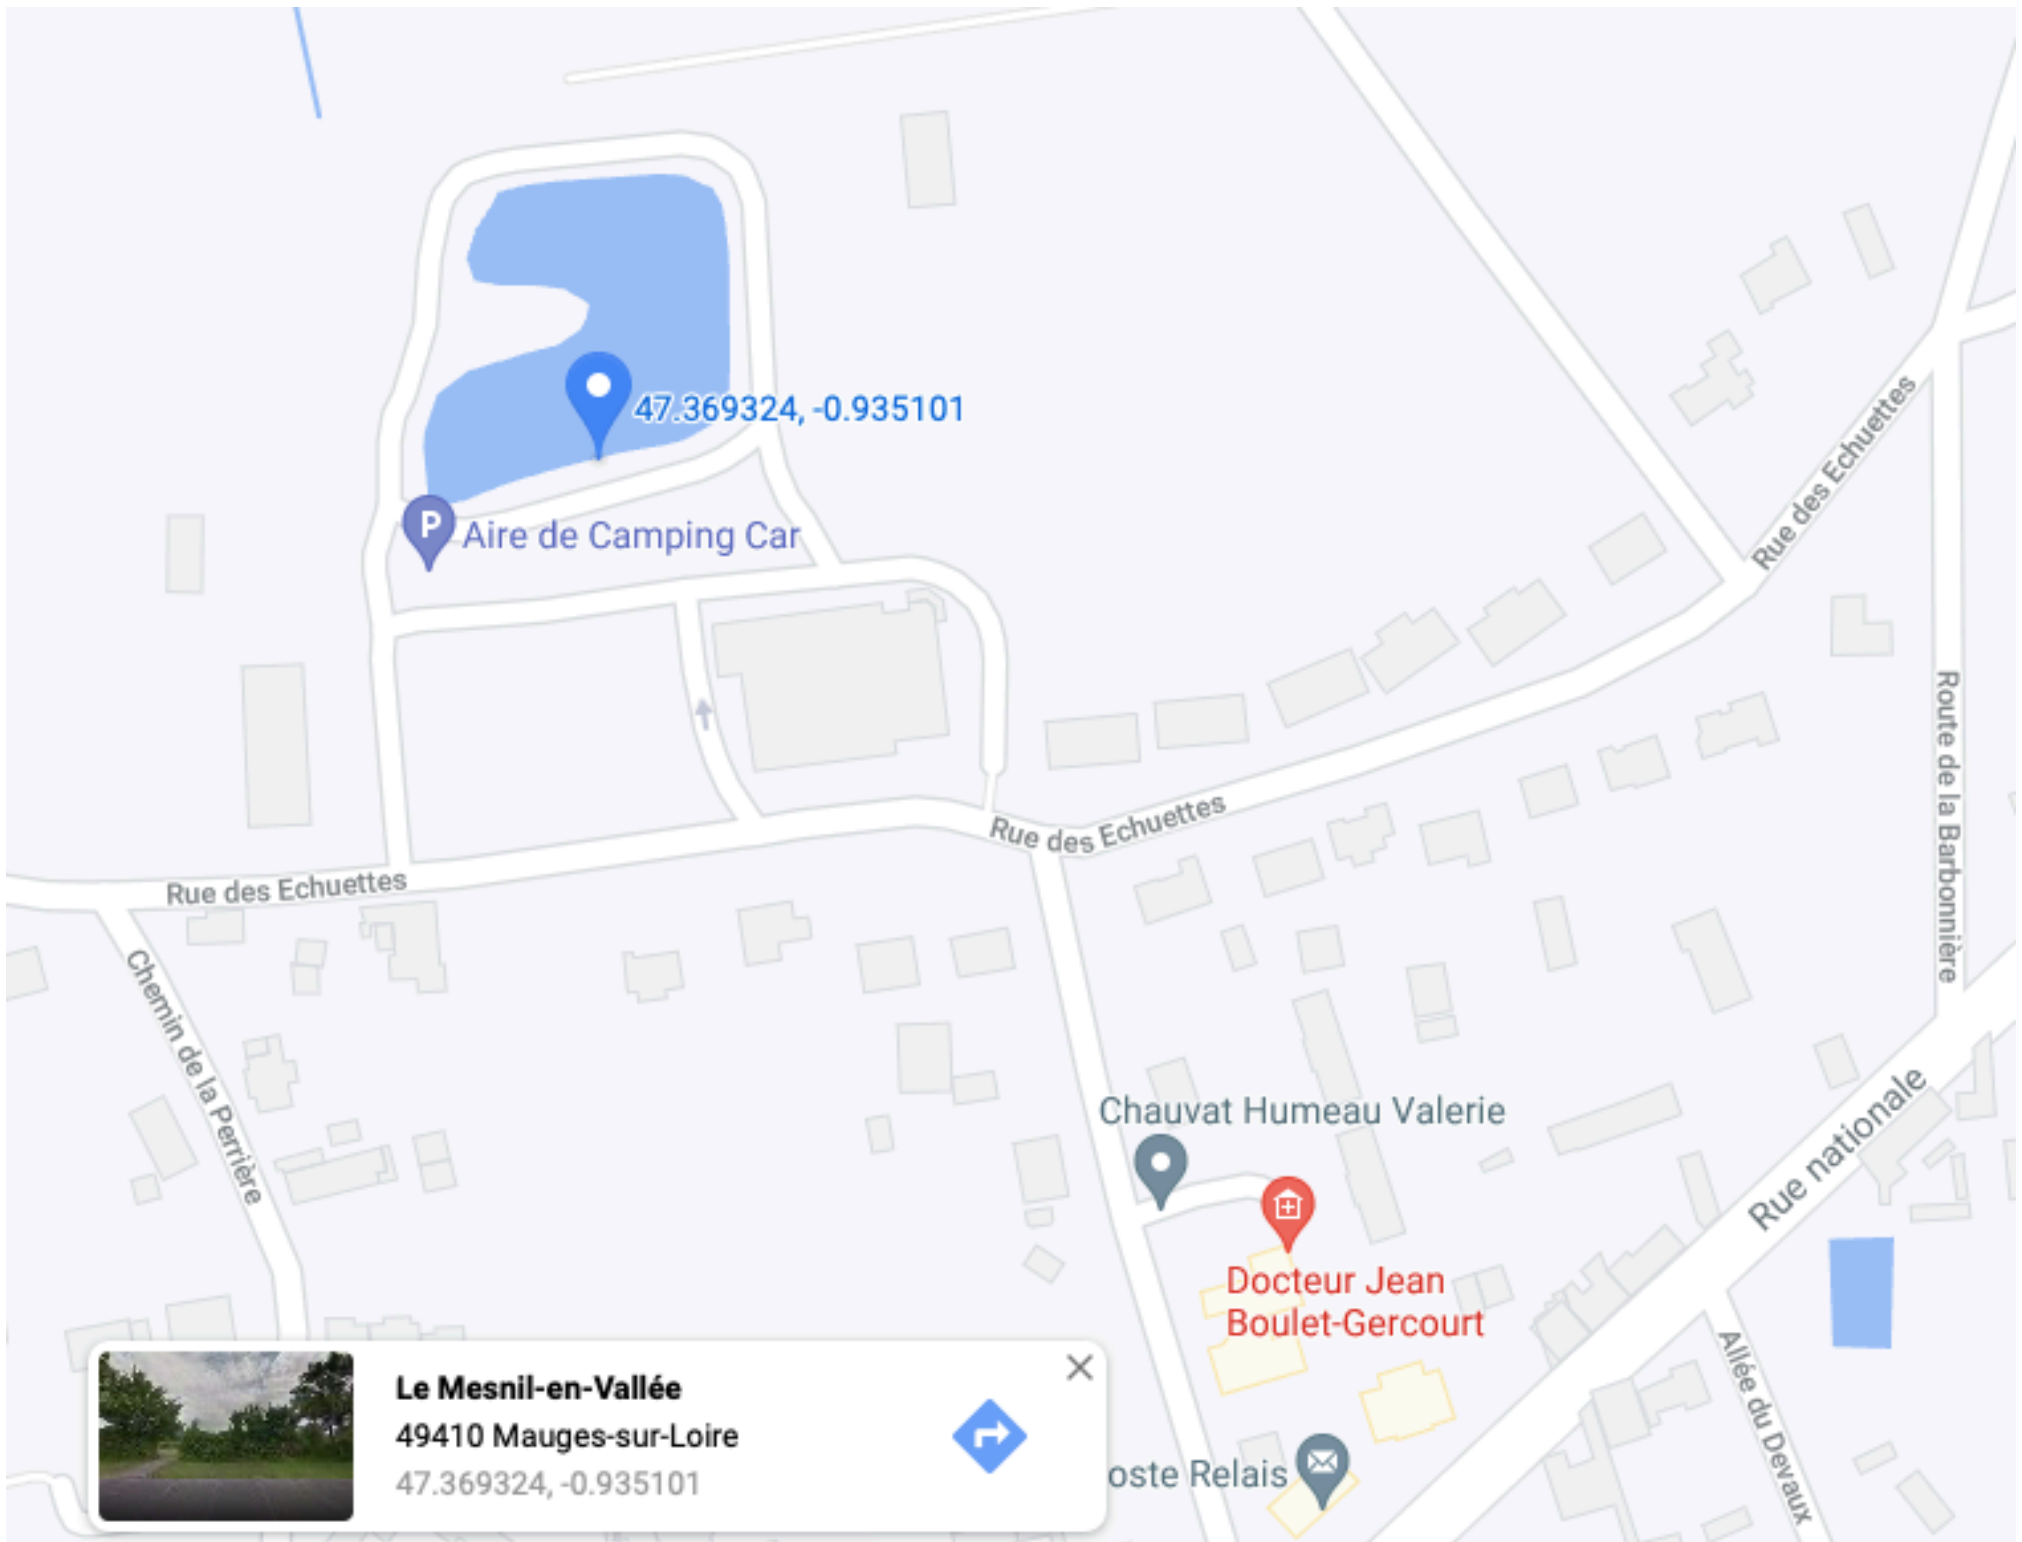 47.369324, -0.935101
P
Aire de Camping Car
Rue des Echuettes
Rue des Echuettes
Rue des Echuettes
Route de la Barbonnière
Chemin de la Perrière
Chauvat Humeau Valerie
Rue nationale
Docteur Jean
Boulet-Gercourt
Allée du Devaux
oste Relais
Le Mesnil-en-Vallée
49410 Mauges-sur-Loire
47.369324, -0.935101